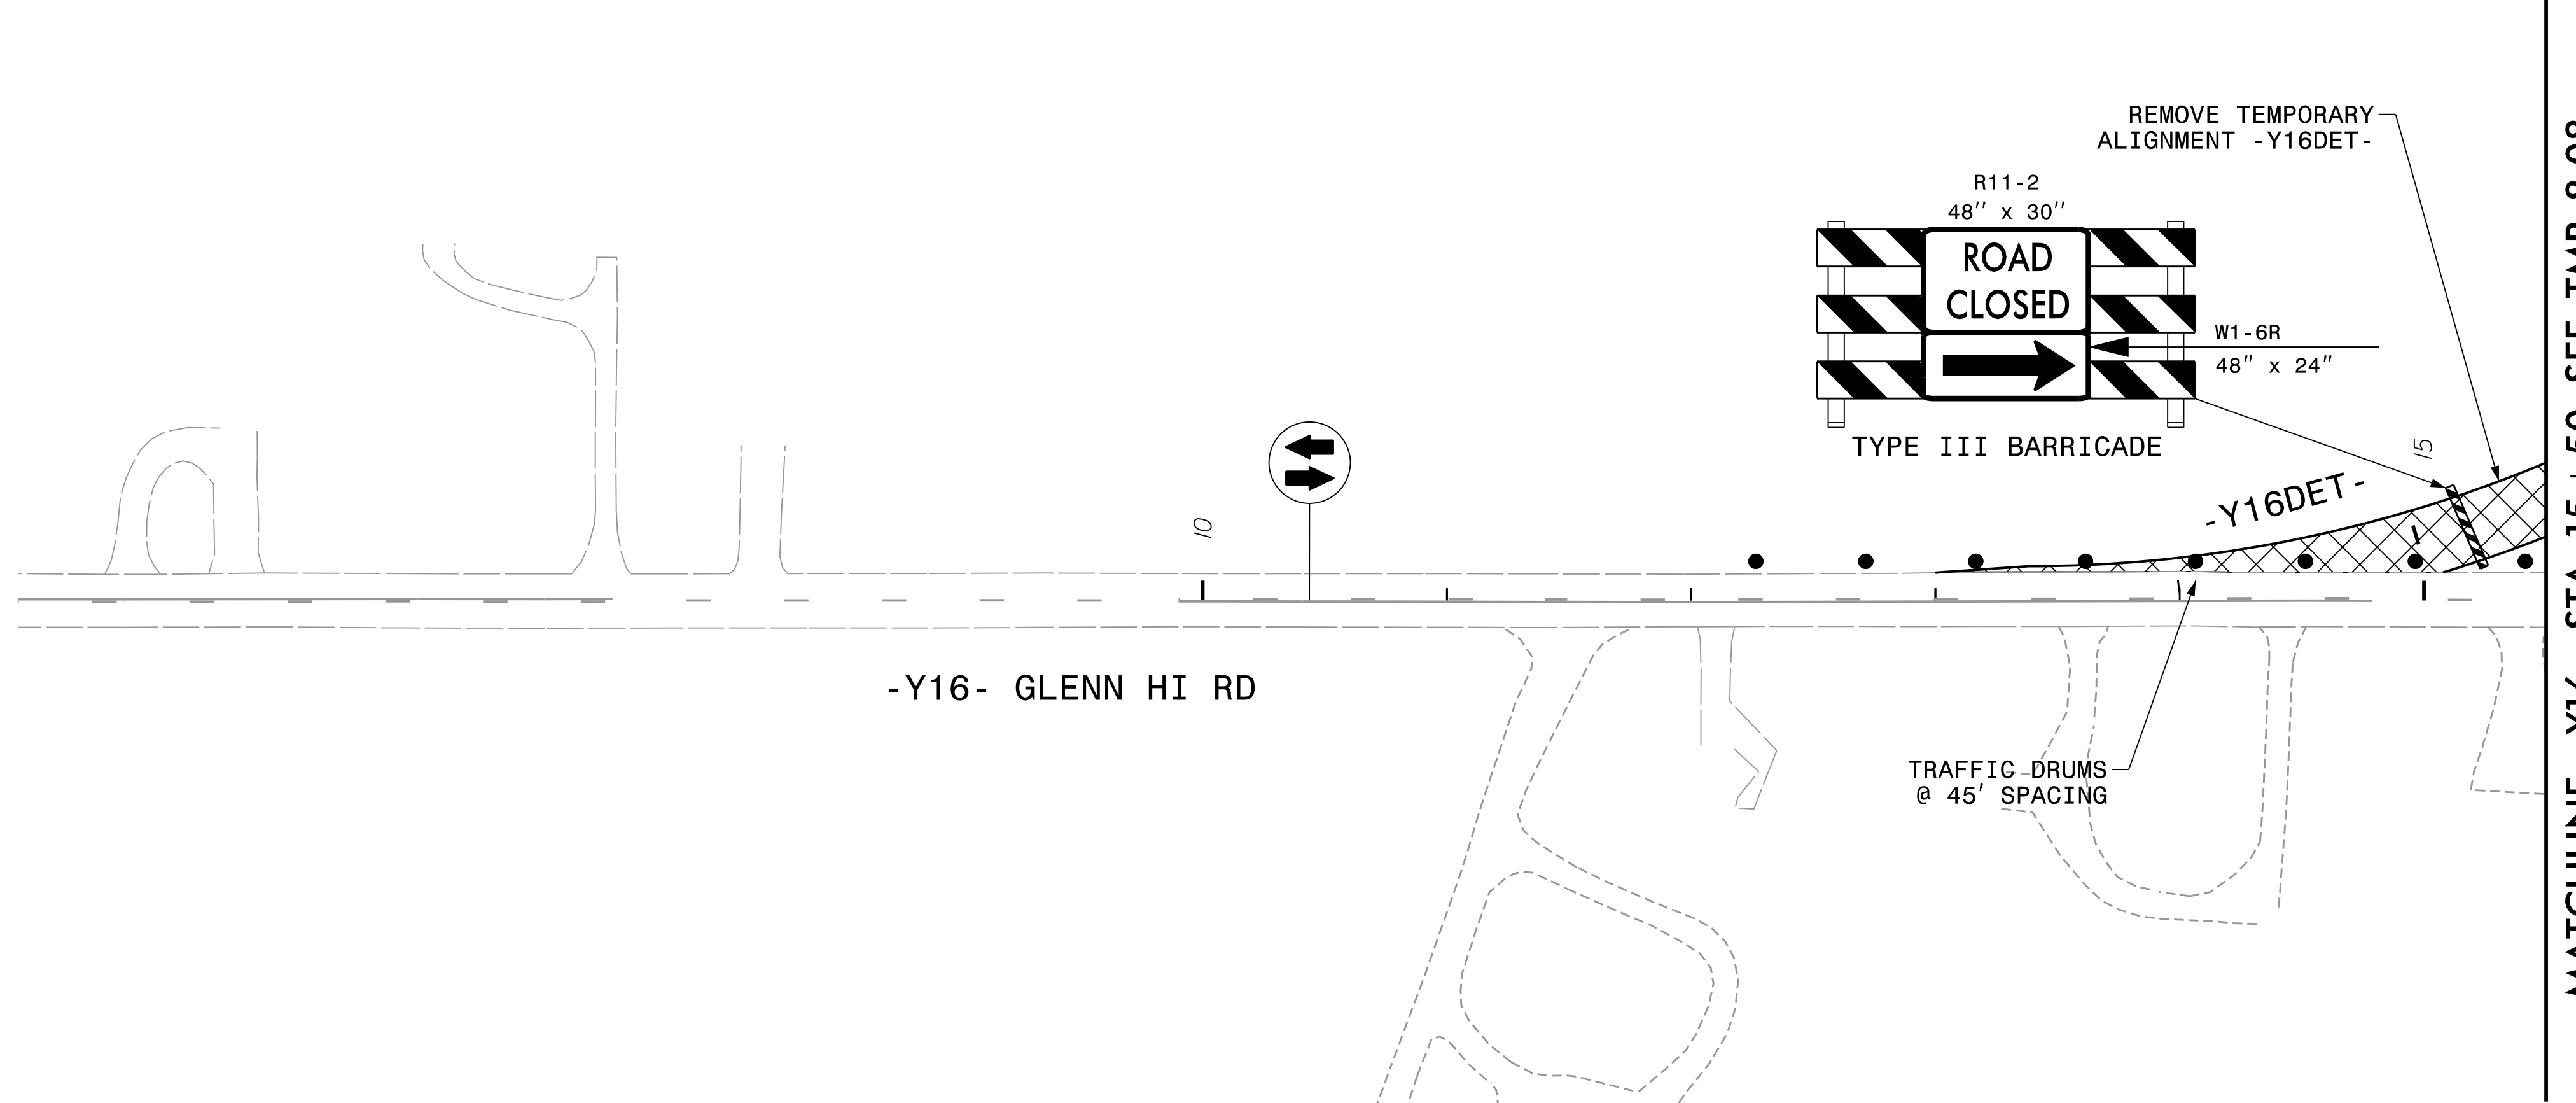 REMOVE TEMPORARY
ALIGNMENT -Y16DET-
R11-2
48" x 30"
ROAD
CLOSED
W1-6R
48" x 24"
TYPE III BARRICADE
15
-Y16DET-
10
-Y16- GLENN HI RD
TRAFFIC DRUMS
@ 45' SPACING